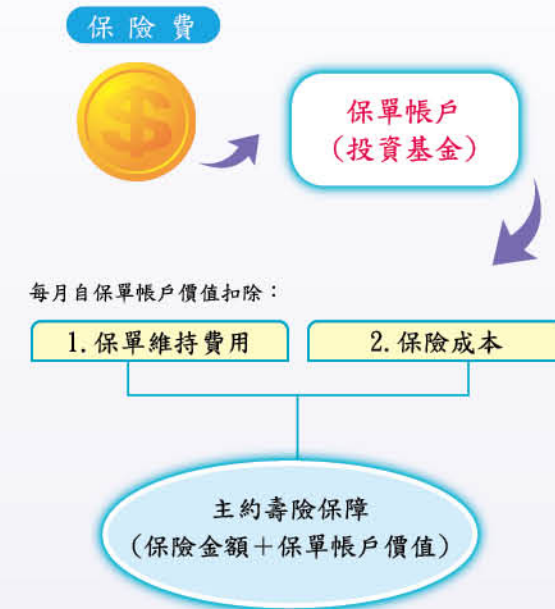 保險費
保單帳戶
(投資基金)
每月自保單帳戶價值扣除：
1.保單維持費用
2.保險成本
主約壽險保障
(保險金額＋保單帳戶價值)